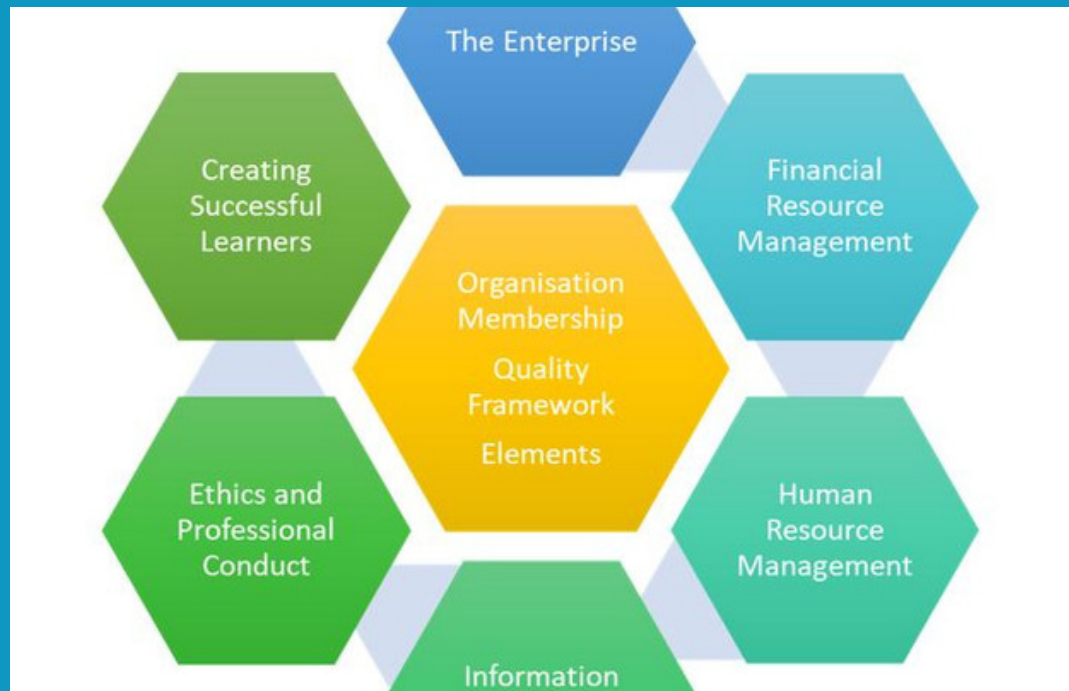 The Enterprise
Financial
Resource
Management
Human
Resource
Management
Information
Ethics and
Professional
Conduct
Creating
Successful
Learners
Organisation
Membership
Quality
Framework
Elements